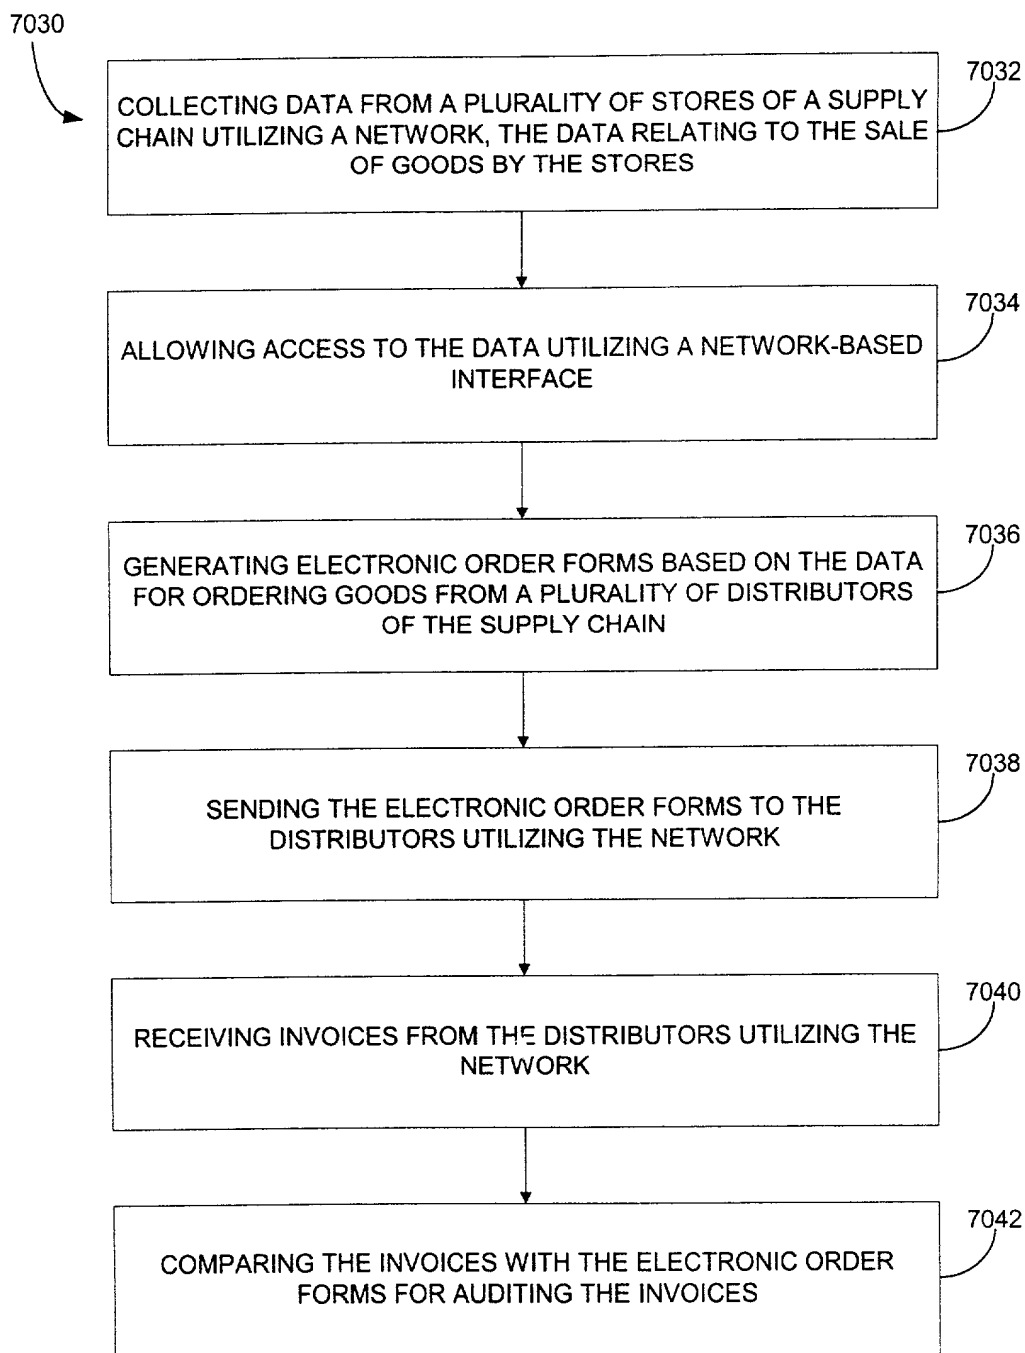 7030
7032
COLLECTING DATA FROM A PLURALITY OF STORES OF A SUPPLY
CHAIN UTILIZING A NETWORK, THE DATA RELATING TO THE SALE
OF GOODS BY THE STORES
7034
ALLOWING ACCESS TO THE DATA UTILIZING A NETWORK-BASED
INTERFACE
7036
GENERATING ELECTRONIC ORDER FORMS BASED ON THE DATA
FOR ORDERING GOODS FROM A PLURALITY OF DISTRIBUTORS
OF THE SUPPLY CHAIN
7038
SENDING THE ELECTRONIC ORDER FORMS TO THE
DISTRIBUTORS UTILIZING THE NETWORK
7040
RECEIVING INVOICES FROM THE DISTRIBUTORS UTILIZING THE
NETWORK
7042
COMPARING THE INVOICES WITH THE ELECTRONIC ORDER
FORMS FOR AUDITING THE INVOICES